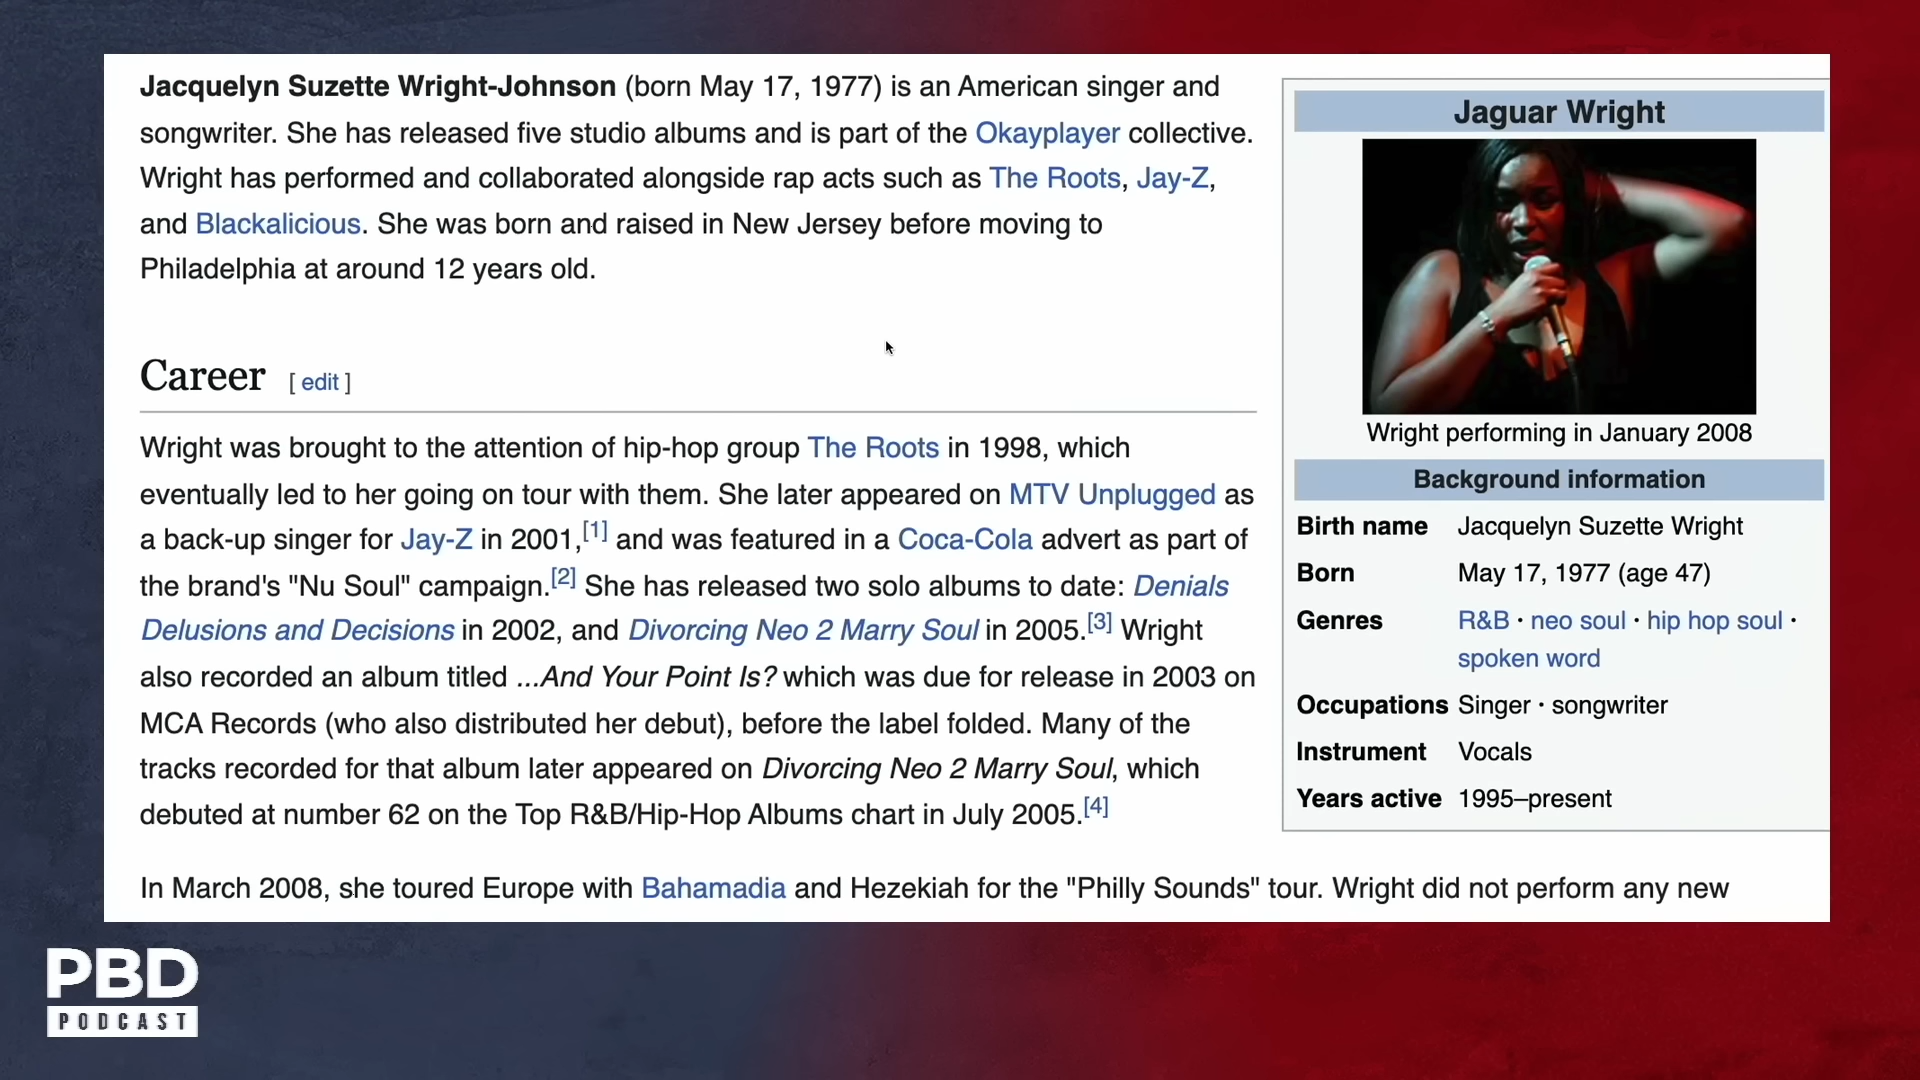 Jacquelyn Suzette Wright-Johnson (born May 17, 1977) is an American singer and
songwriter. She has released five studio albums and is part of the Okayplayer collective.
Wright has performed and collaborated alongside rap acts such as The Roots, Jay-Z,
and Blackalicious. She was born and raised in New Jersey before moving to
Philadelphia at around 12 years old.
Career [ edit ]
Wright was brought to the attention of hip-hop group The Roots in 1998, which
eventually led to her going on tour with them. She later appeared on MTV Unplugged as
a back-up singer for Jay-Z in 2001,[1] and was featured in a Coca-Cola advert as part of
the brand's "Nu Soul" campaign.[2] She has released two solo albums to date: Denials
Delusions and Decisions in 2002, and Divorcing Neo 2 Marry Soul in 2005.[3] Wright
also recorded an album titled ...And Your Point Is? which was due for release in 2003 on
MCA Records (who also distributed her debut), before the label folded. Many of the
tracks recorded for that album later appeared on Divorcing Neo 2 Marry Soul, which
debuted at number 62 on the Top R&B/Hip-Hop Albums chart in July 2005.[4]
In March 2008, she toured Europe with Bahamadia and Hezekiah for the "Philly Sounds" tour. Wright did not perform any new
Jaguar Wright
Wright performing in January 2008
Background information
Birth name Jacquelyn Suzette Wright
Born May 17, 1977 (age 47)
Genres R&B · neo soul · hip hop soul ·
spoken word
Occupations Singer · songwriter
Instrument Vocals
Years active 1995–present
PBD
PODCAST